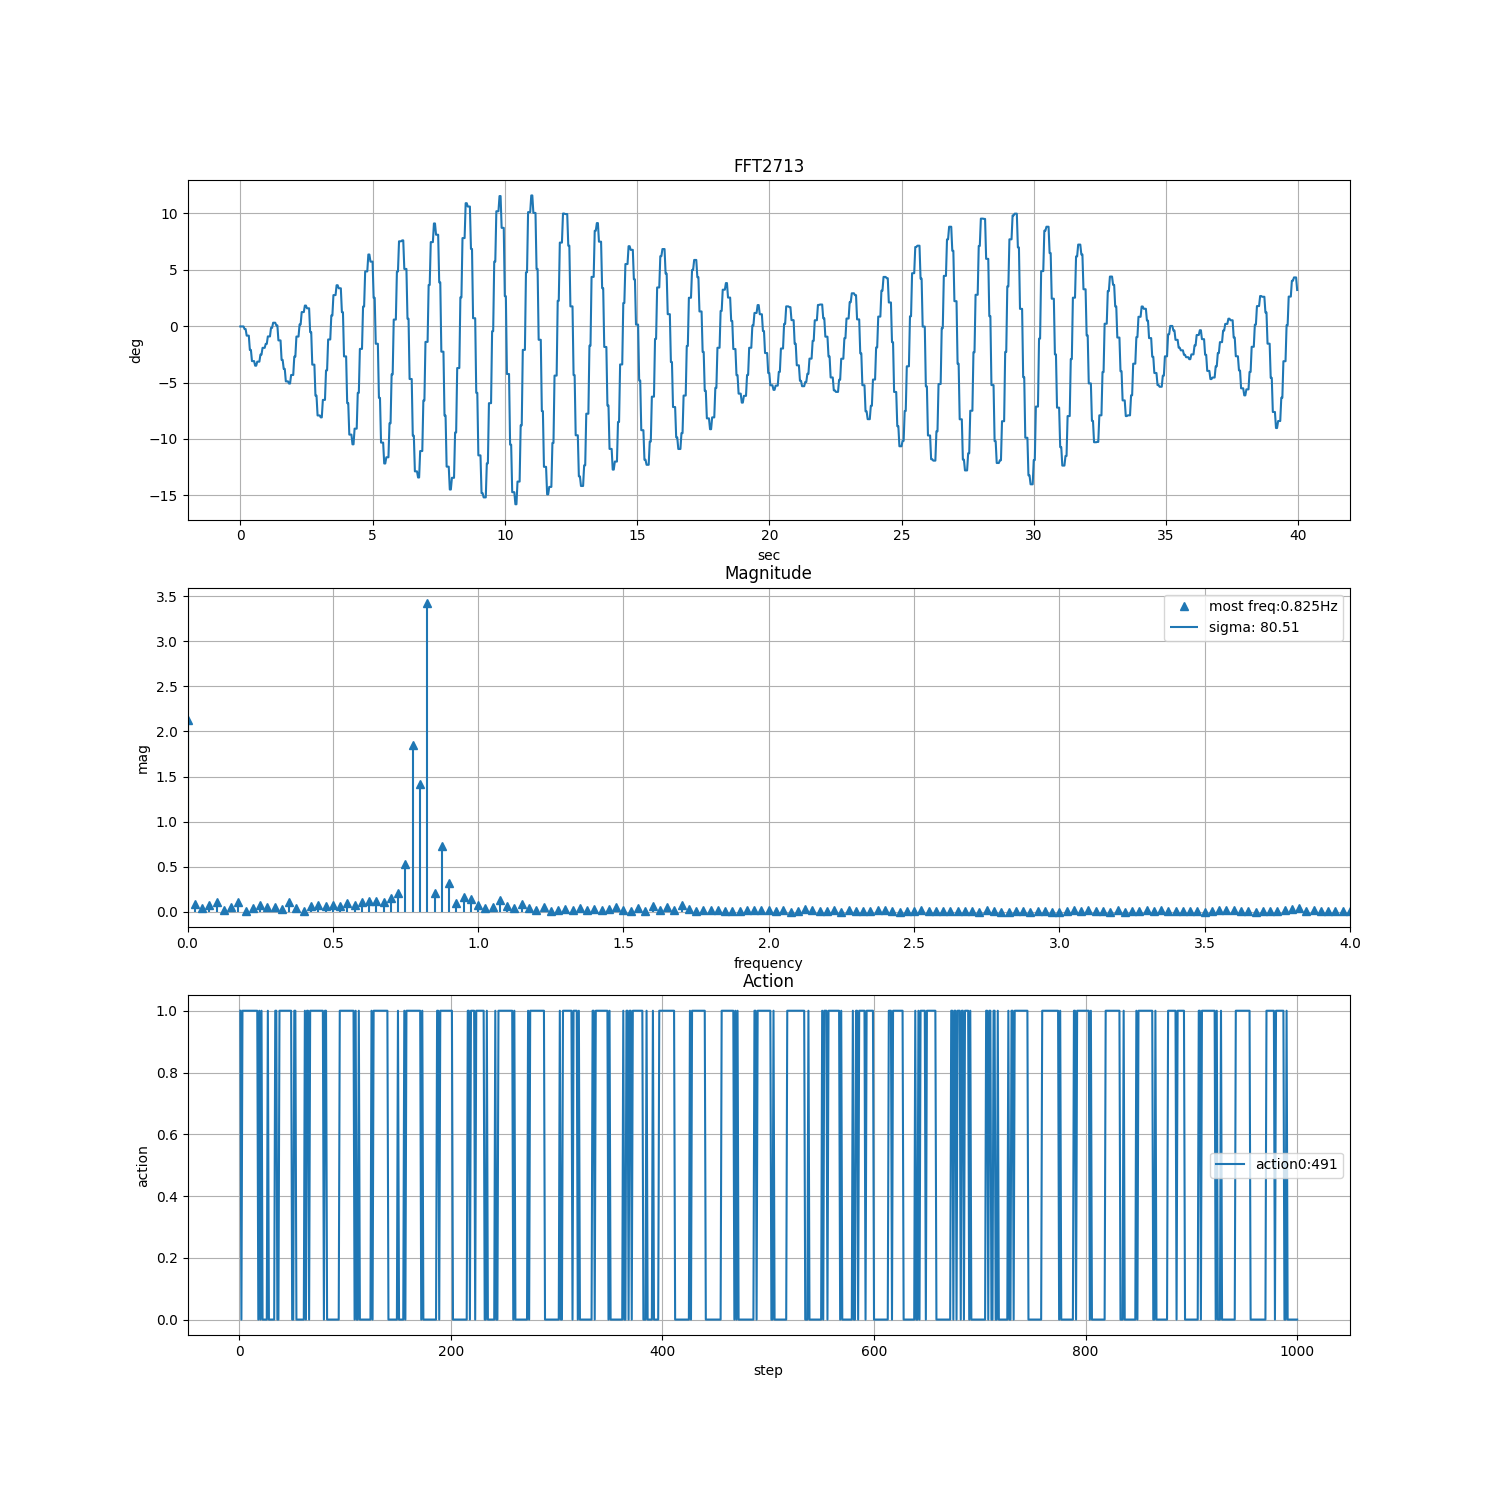 FFT2713
10
5
0
−5
−10
−15
deg
0 5 10 15 20 25 30 35 40
sec
Magnitude
3.5
3.0
2.5
2.0
1.5
1.0
0.5
0.0
mag
most freq:0.825Hz
sigma: 80.51
0.0 0.5 1.0 1.5 2.0 2.5 3.0 3.5 4.0
frequency
Action
1.0
0.8
0.6
0.4
0.2
0.0
action
action0:491
0 200 400 600 800 1000
step